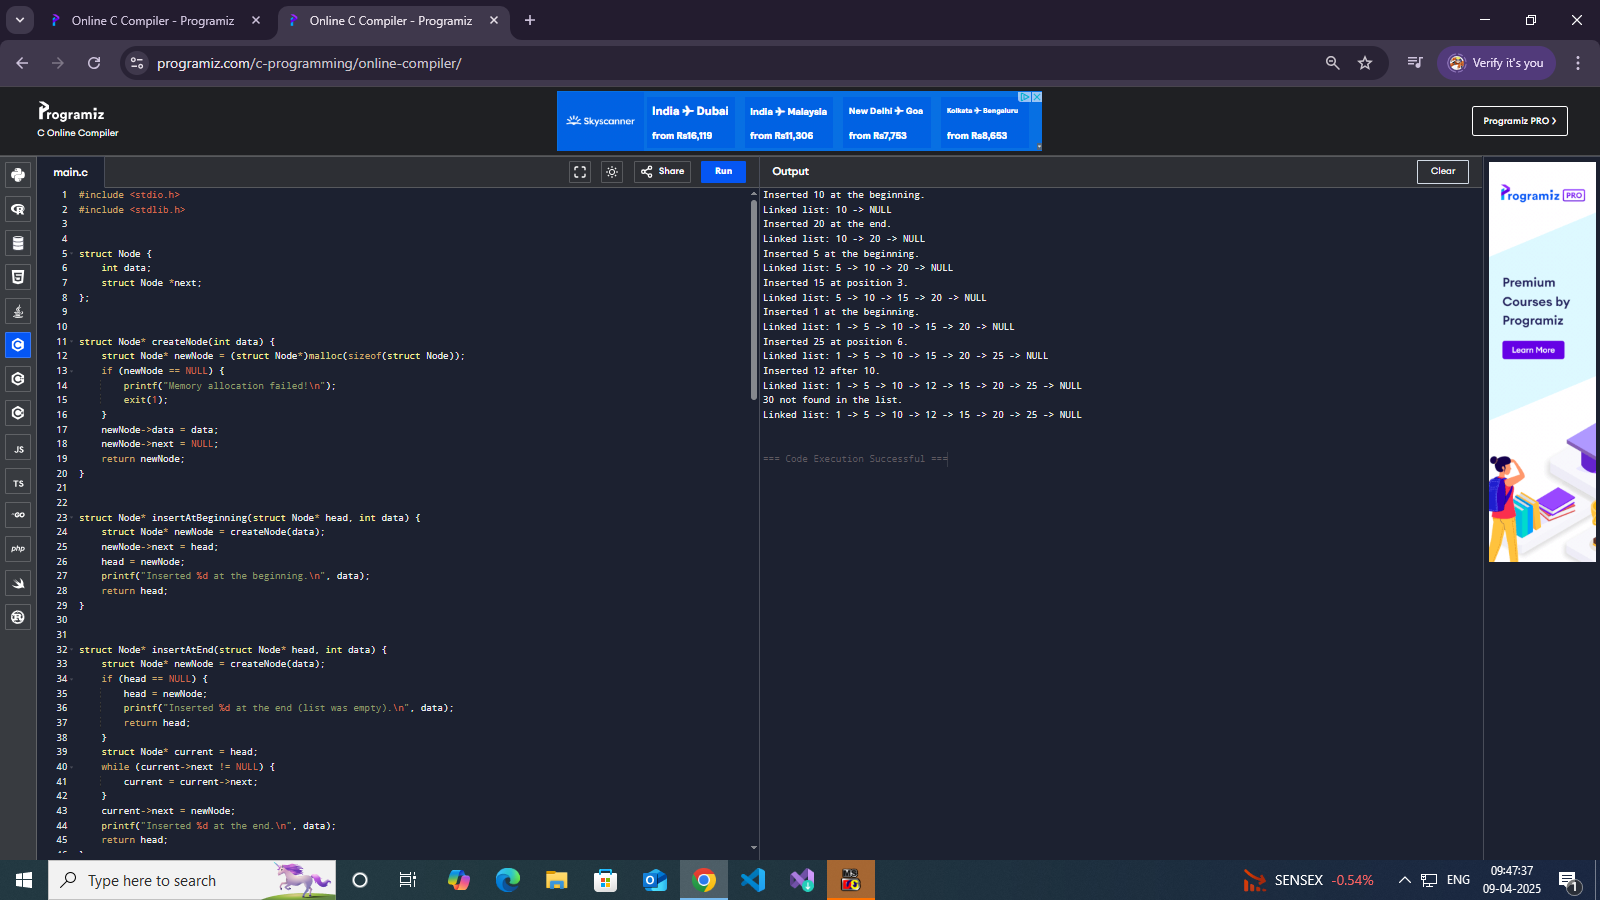 Online C Compiler - Programiz
Online C Compiler - Programiz
programiz.com/c-programming/online-compiler/
Verify it's you
Programiz
C Online Compiler
Skyscanner
India ✈ Dubai
from Rs16,119
India ✈ Malaysia
from Rs11,306
New Delhi ✈ Goa
from Rs7,753
Kolkata ✈ Bengaluru
from Rs8,653
Programiz PRO >
main.c
Share
Run
Output
Clear
1 #include <stdio.h>
2 #include <stdlib.h>
3
4
5 struct Node {
6 int data;
7 struct Node *next;
8 };
9
10
11 struct Node* createNode(int data) {
12 struct Node* newNode = (struct Node*)malloc(sizeof(struct Node));
13 if (newNode == NULL) {
14 printf("Memory allocation failed!\n");
15 exit(1);
16 }
17 newNode->data = data;
18 newNode->next = NULL;
19 return newNode;
20 }
21
22
23 struct Node* insertAtBeginning(struct Node* head, int data) {
24 struct Node* newNode = createNode(data);
25 newNode->next = head;
26 head = newNode;
27 printf("Inserted %d at the beginning.\n", data);
28 return head;
29 }
30
31
32 struct Node* insertAtEnd(struct Node* head, int data) {
33 struct Node* newNode = createNode(data);
34 if (head == NULL) {
35 head = newNode;
36 printf("Inserted %d at the end (list was empty).\n", data);
37 return head;
38 }
39 struct Node* current = head;
40 while (current->next != NULL) {
41 current = current->next;
42 }
43 current->next = newNode;
44 printf("Inserted %d at the end.\n", data);
45 return head;
Inserted 10 at the beginning.
Linked list: 10 -> NULL
Inserted 20 at the end.
Linked list: 10 -> 20 -> NULL
Inserted 5 at the beginning.
Linked list: 5 -> 10 -> 20 -> NULL
Inserted 15 at position 3.
Linked list: 5 -> 10 -> 15 -> 20 -> NULL
Inserted 1 at the beginning.
Linked list: 1 -> 5 -> 10 -> 15 -> 20 -> NULL
Inserted 25 at position 6.
Linked list: 1 -> 5 -> 10 -> 15 -> 20 -> 25 -> NULL
Inserted 12 after 10.
Linked list: 1 -> 5 -> 10 -> 12 -> 15 -> 20 -> 25 -> NULL
30 not found in the list.
Linked list: 1 -> 5 -> 10 -> 12 -> 15 -> 20 -> 25 -> NULL
=== Code Execution Successful ===
Programiz PRO
Premium
Courses by
Programiz
Learn More
JS
TS
GO
php
Type here to search
SENSEX -0.54%
ENG
09:47:37
09-04-2025
1